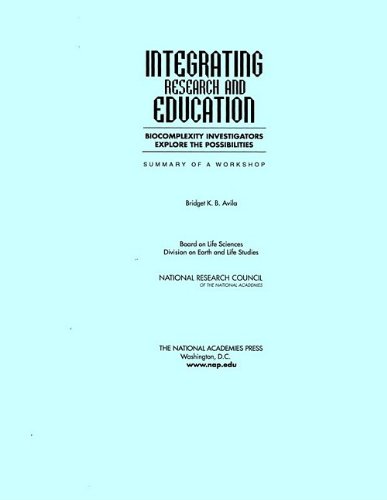 INTEGRATING
RESEARCH AND
EDUCATION
BIOCOMPLEXITY INVESTIGATORS
EXPLORE THE POSSIBILITIES
SUMMARY OF A WORKSHOP
Bridget K. B. Avila
Board on Life Sciences
Division on Earth and Life Studies
NATIONAL RESEARCH COUNCIL
OF THE NATIONAL ACADEMIES
THE NATIONAL ACADEMIES PRESS
Washington, D.C.
www.nap.edu